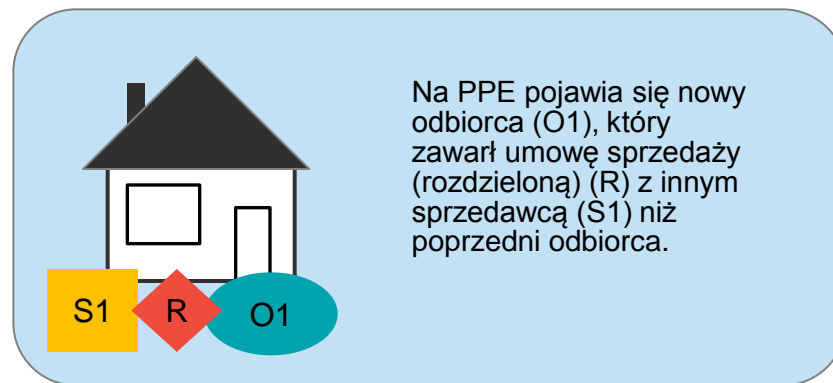 Na PPE pojawia się nowy
odbiorca (O1), który
zawarł umowę sprzedaży
(rozdzieloną) (R) z innym
sprzedawcą (S1) niż
poprzedni odbiorca.
S1 R O1